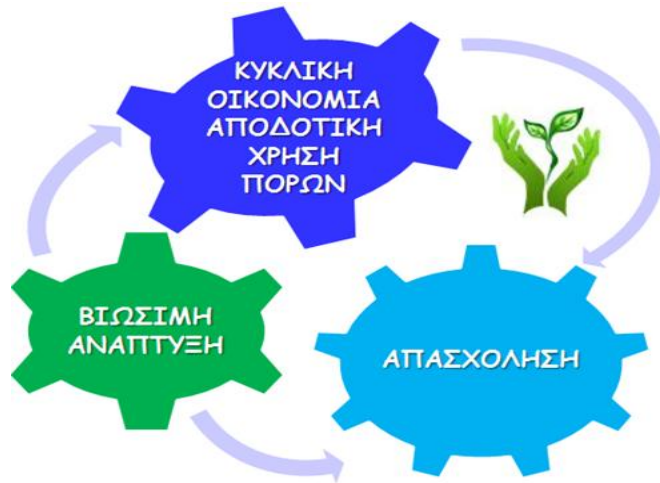 ΚΥΚΛΙΚΗ
ΟΙΚΟΝΟΜΙΑ
ΑΠΟΔΟΤΙΚΗ
ΧΡΗΣΗ
ΠΟΡΩΝ
ΒΙΩΣΙΜΗ
ΑΝΑΠΤΥΞΗ
ΑΠΑΣΧΟΛΗΣΗ